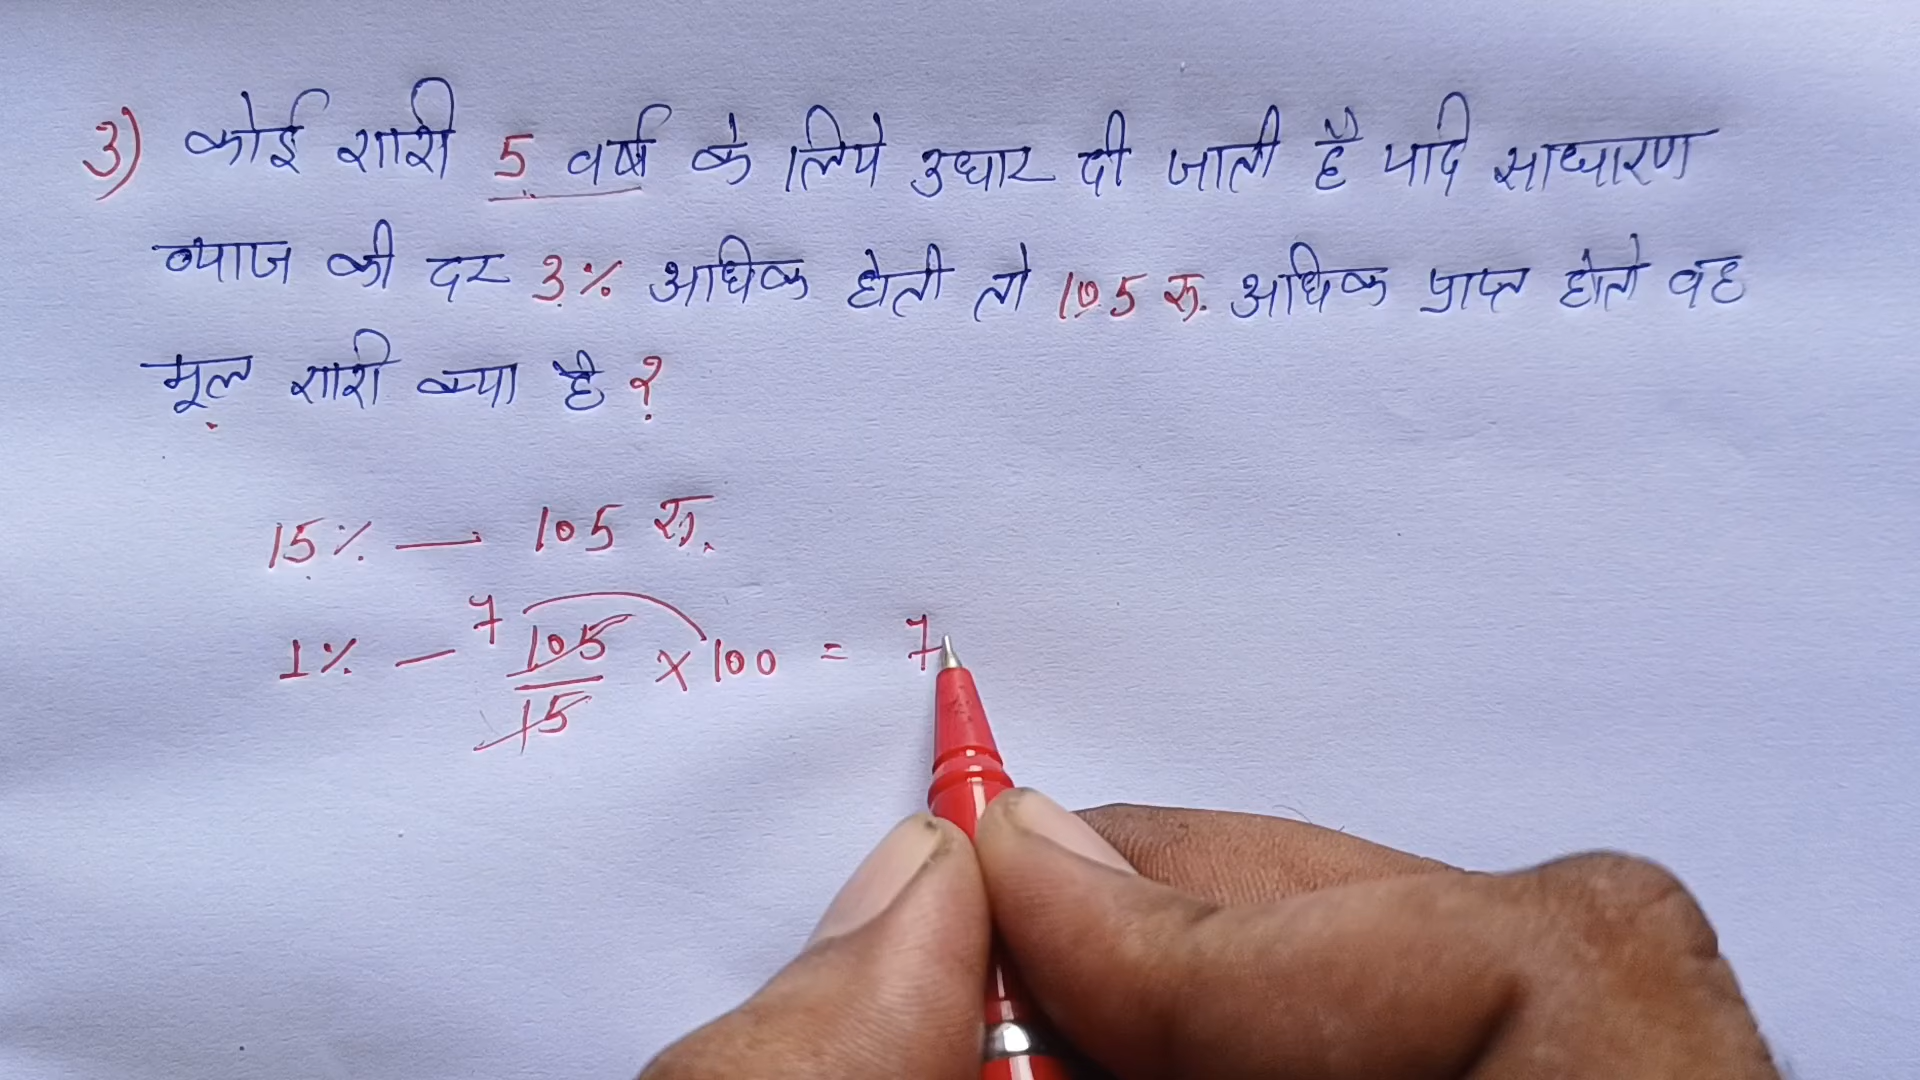 3) कोई राशी 5 वर्ष के लिये उधार दी जाती है यदि साधारण
ब्याज की दर 3% अधिक होती तो 105 रु. अधिक प्राप्त होते वह
मूल राशी क्या है ?
15% — 105 रु.
1% — 7 105/15 × 100 = 7